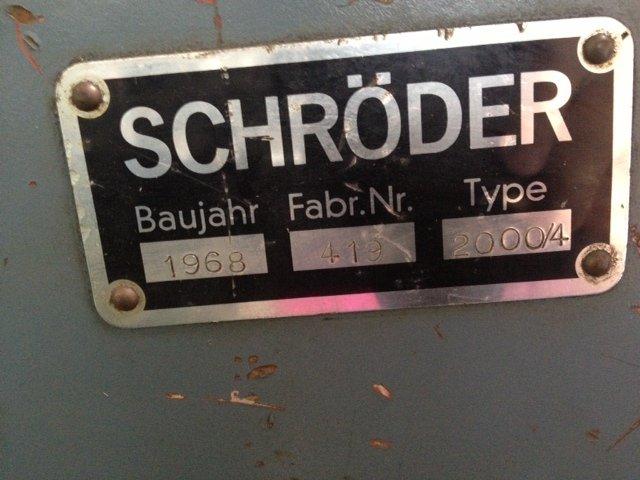 SCHRÖDER
Baujahr Fabr.Nr. Type
1968 419 2000/4